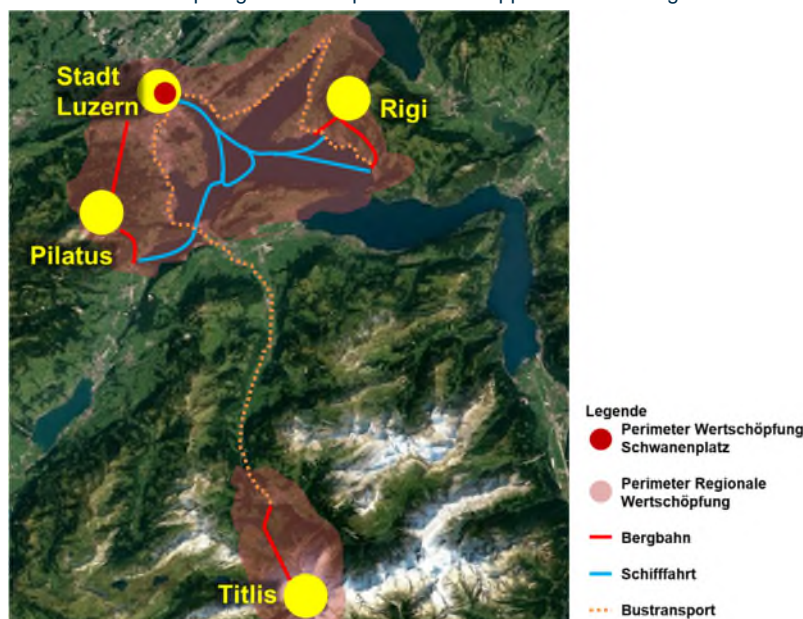 Stadt
Luzern
Rigi
Pilatus
Titlis
Legende
Perimeter Wertschöpfung
Schwanenplatz
Perimeter Regionale
Wertschöpfung
Bergbahn
Schifffahrt
Bustransport